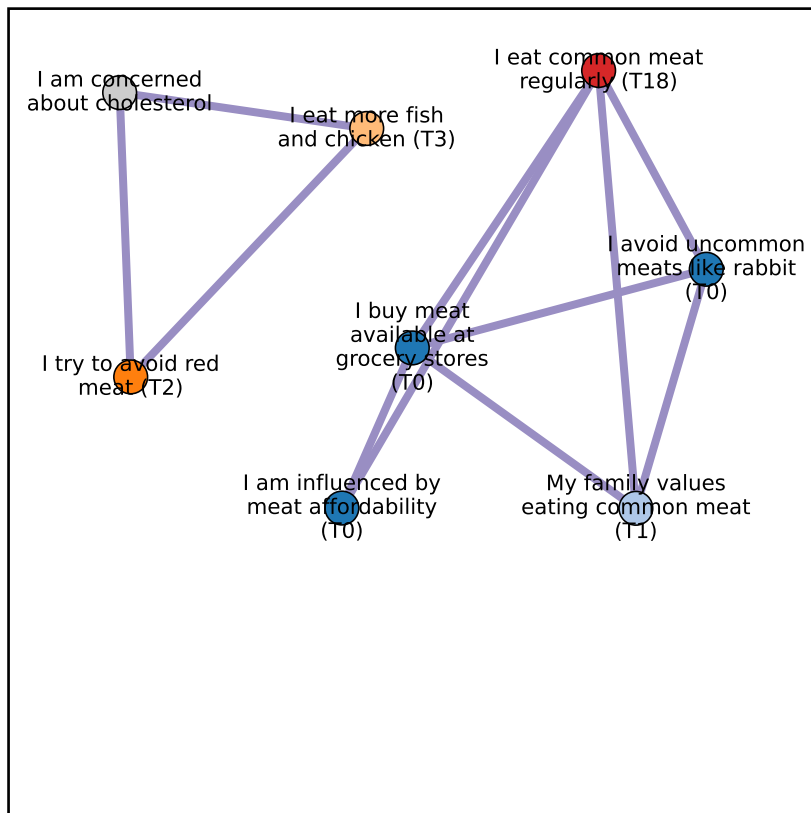 I eat common meat
regularly (T18)
I am concerned
about cholesterol
I eat more fish
and chicken (T3)
I avoid uncommon
meats like rabbit
(T0)
I buy meat
available at
grocery stores
(T0)
I try to avoid red
meat (T2)
I am influenced by
meat affordability
(T0)
My family values
eating common meat
(T1)